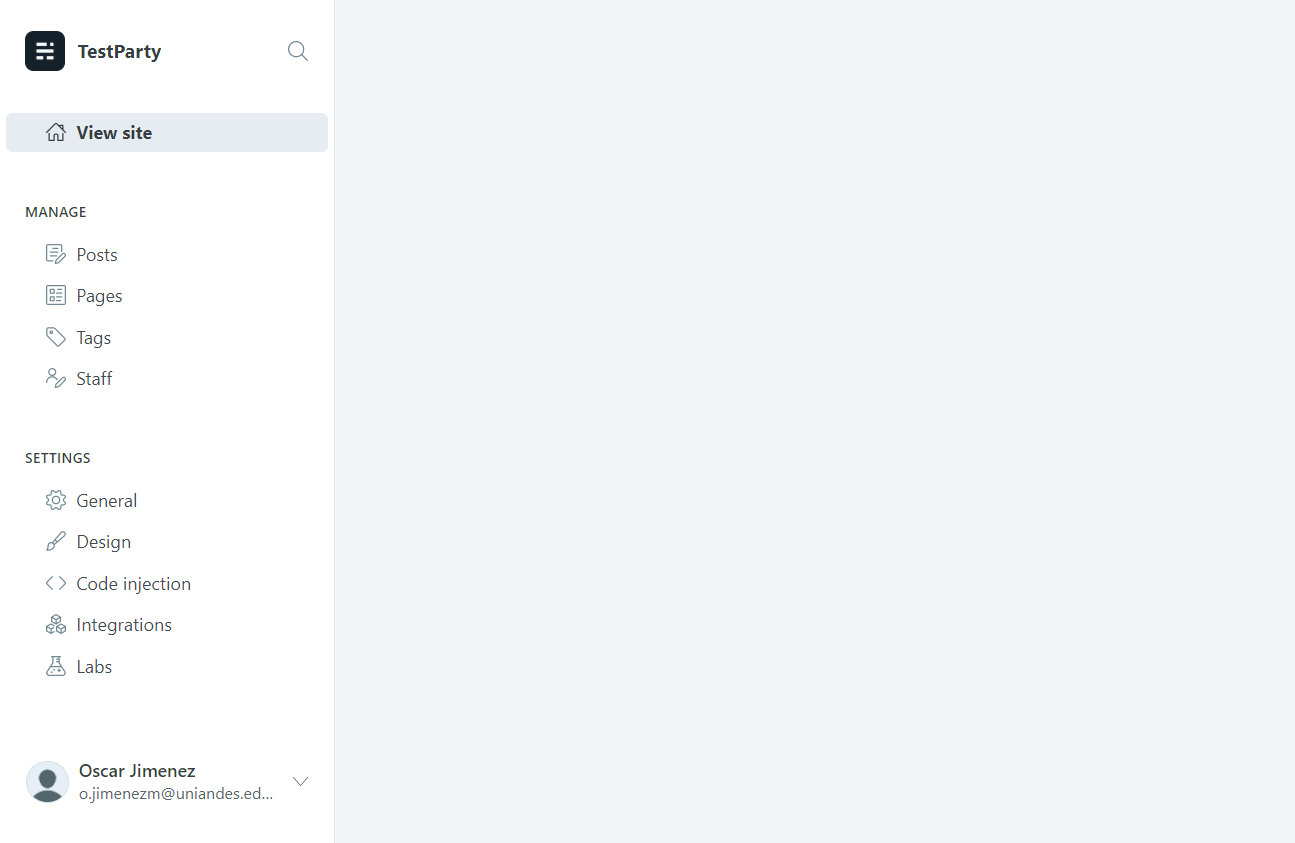 TestParty
View site
MANAGE
Posts
Pages
Tags
Staff
SETTINGS
General
Design
Code injection
Integrations
Labs
Oscar Jimenez
o.jimenezm@uniandes.ed...